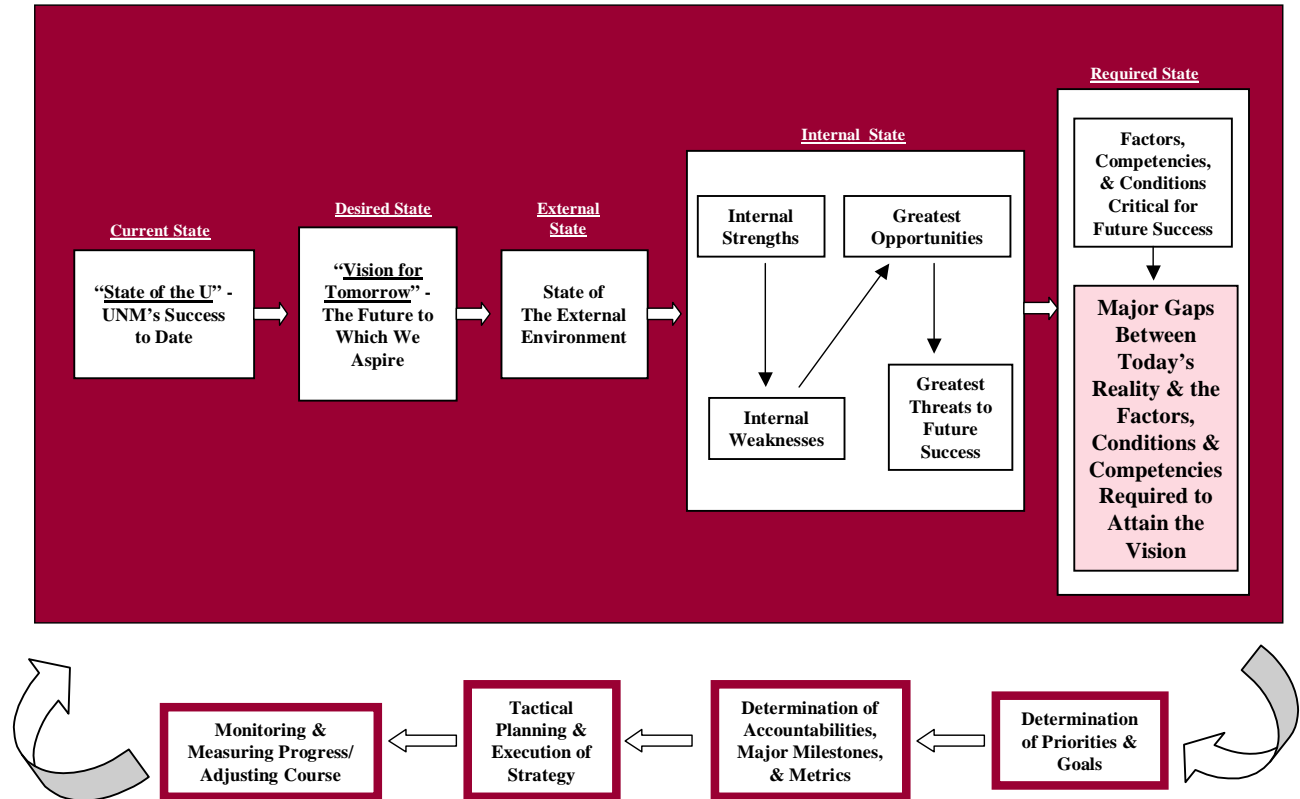 Current State
“State of the U” -
UNM’s Success
to Date
Desired State
“Vision for
Tomorrow” -
The Future to
Which We
Aspire
External
State
State of
The External
Environment
Internal State
Internal
Strengths
Internal
Weaknesses
Greatest
Opportunities
Greatest
Threats to
Future
Success
Required State
Factors,
Competencies,
& Conditions
Critical for
Future Success
Major Gaps
Between
Today’s
Reality & the
Factors,
Conditions &
Competencies
Required to
Attain the
Vision
Determination
of Priorities &
Goals
Determination of
Accountabilities,
Major Milestones,
& Metrics
Tactical
Planning &
Execution of
Strategy
Monitoring &
Measuring Progress/
Adjusting Course